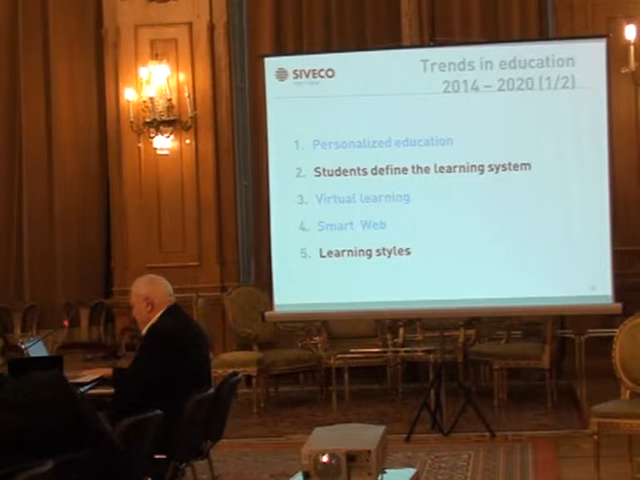 SIVECO
Trends in education
2014 – 2020 (1/2)
1. Personalized education
2. Students define the learning system
3. Virtual learning
4. Smart Web
5. Learning styles